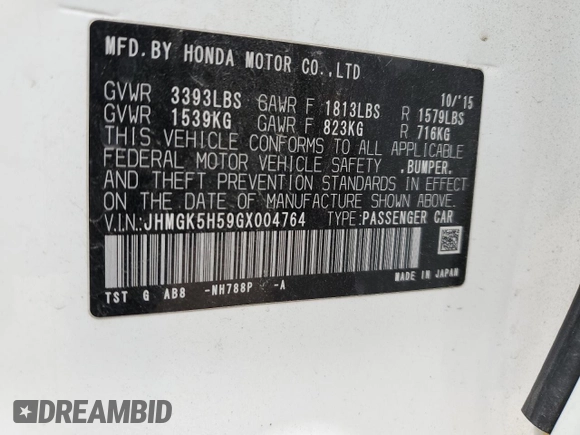 MFD.BY HONDA MOTOR CO.,LTD
10/'15
GVWR 3393LBS GAWR F 1813LBS R 1579LBS
GVWR 1539KG GAWR F 823KG R 716KG
THIS VEHICLE CONFORMS TO ALL APPLICABLE
FEDERAL MOTOR VEHICLE SAFETY ,BUMPER,
AND THEFT PREVENTION STANDARDS IN EFFECT
ON THE DATE OF MANUFACTURE SHOWN ABOVE.
V.I.N:JHMGK5H59GX004764 TYPE:PASSENGER CAR
MADE IN JAPAN
TST G AB8 -NH788P -A
DREAMBID